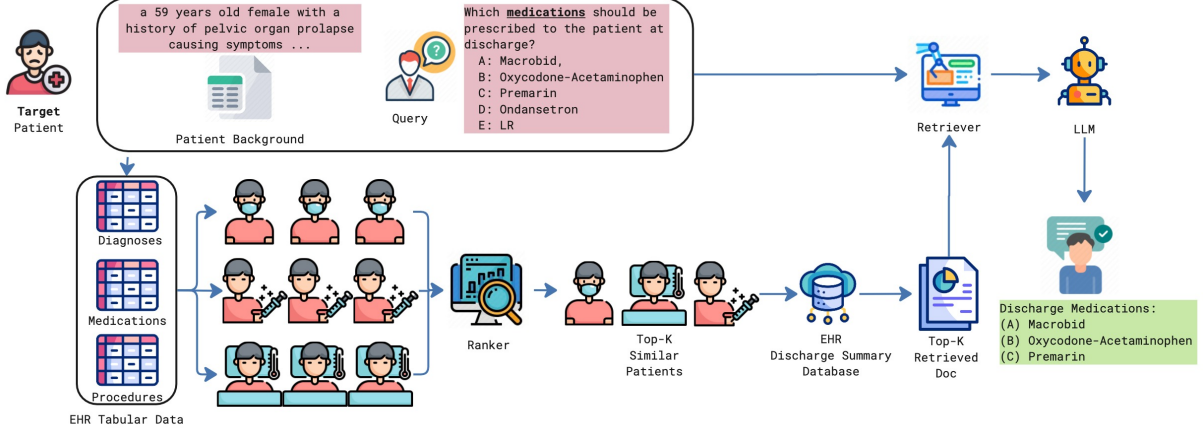 a 59 years old female with a
history of pelvic organ prolapse
causing symptoms ...
Patient Background
Query
Which medications should be
prescribed to the patient at
discharge?
A: Macrobid,
B: Oxycodone-Acetaminophen
C: Premarin
D: Ondansetron
E: LR
Target
Patient
Retriever
LLM
Diagnoses
Medications
Procedures
EHR Tabular Data
Ranker
Top-K
Similar
Patients
EHR
Discharge Summary
Database
Top-K
Retrieved
Doc
Discharge Medications:
(A) Macrobid
(B) Oxycodone-Acetaminophen
(C) Premarin